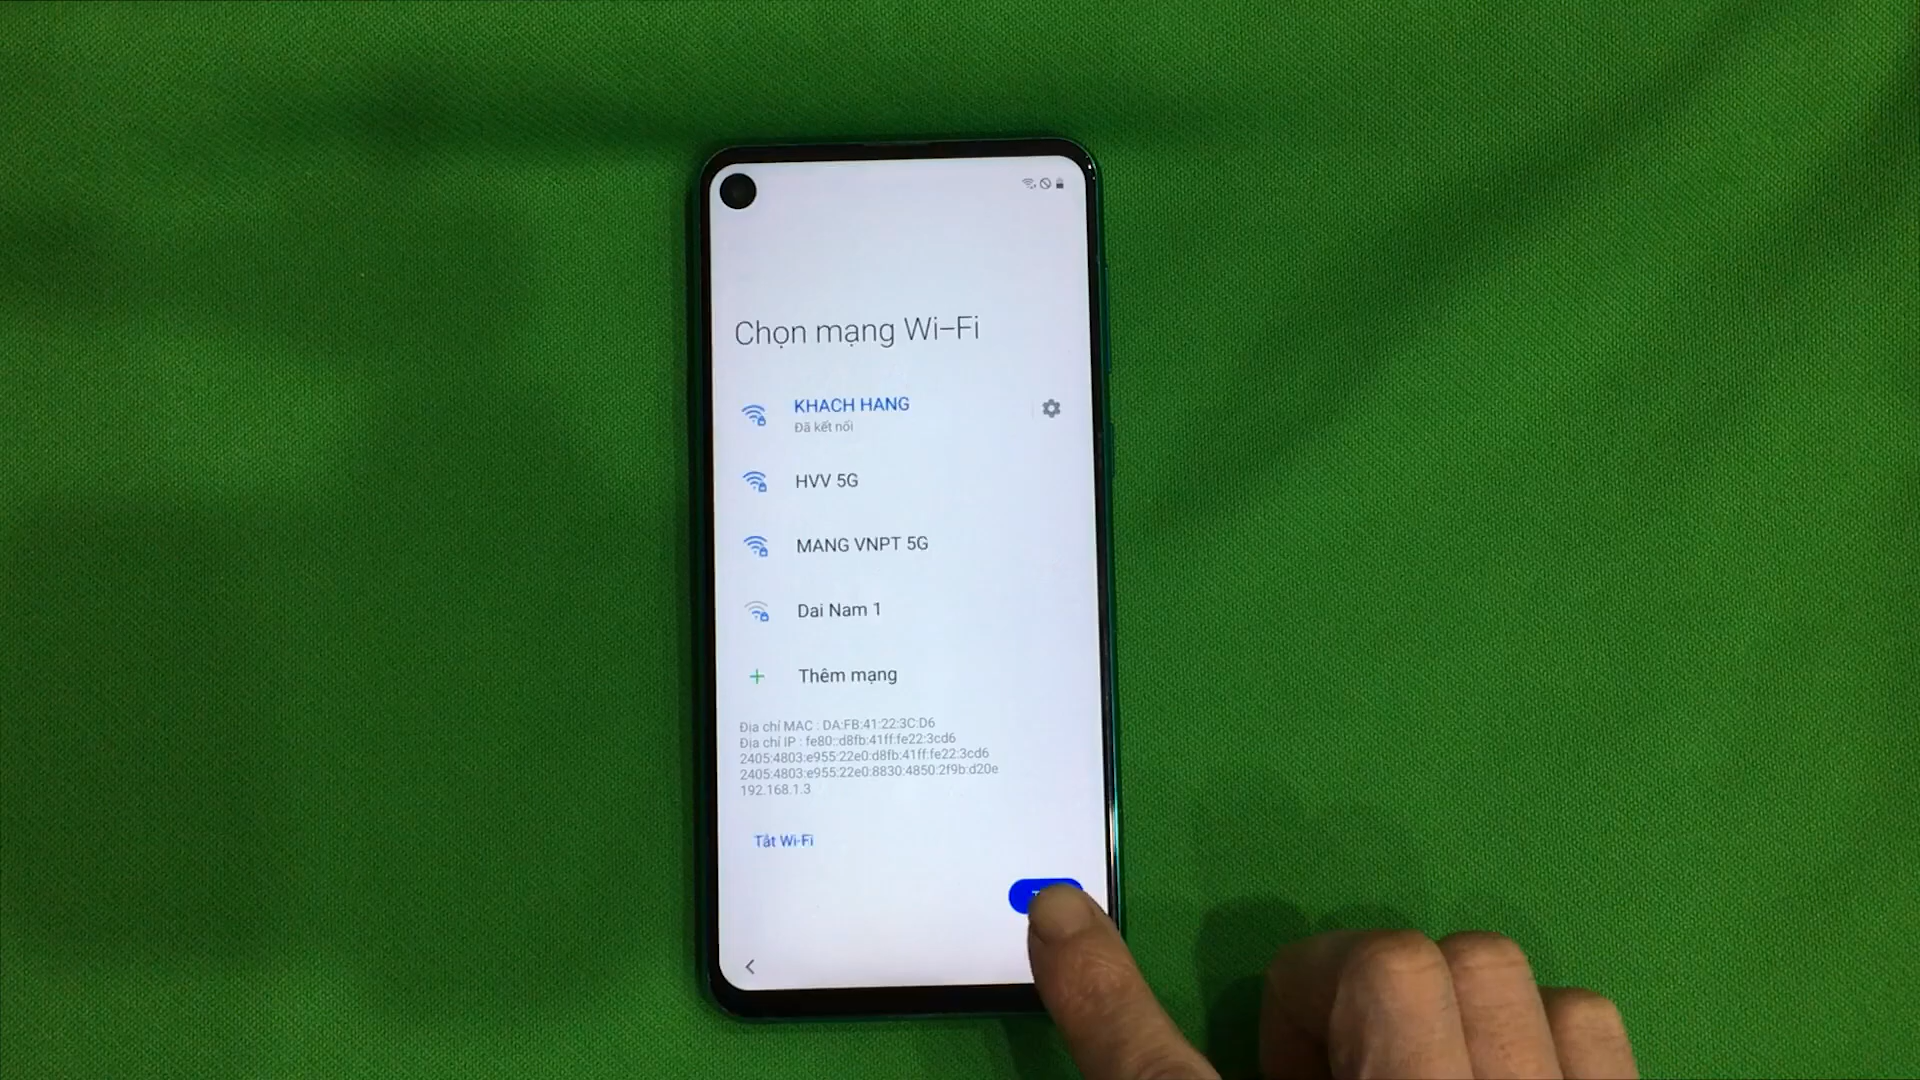 Chọn mạng Wi-Fi
KHACH HANG
Đã kết nối
HVV 5G
MANG VNPT 5G
Dai Nam 1
Thêm mạng
Địa chỉ MAC : DA:FB:41:22:3C:D6
Địa chỉ IP : fe80::d8fb:41ff:fe22:3cd6
2405:4803:e955:22e0:d8fb:41ff:fe22:3cd6
2405:4803:e955:22e0:8830:4850:2f9b:d20e
192.168.1.3
Tắt Wi-Fi